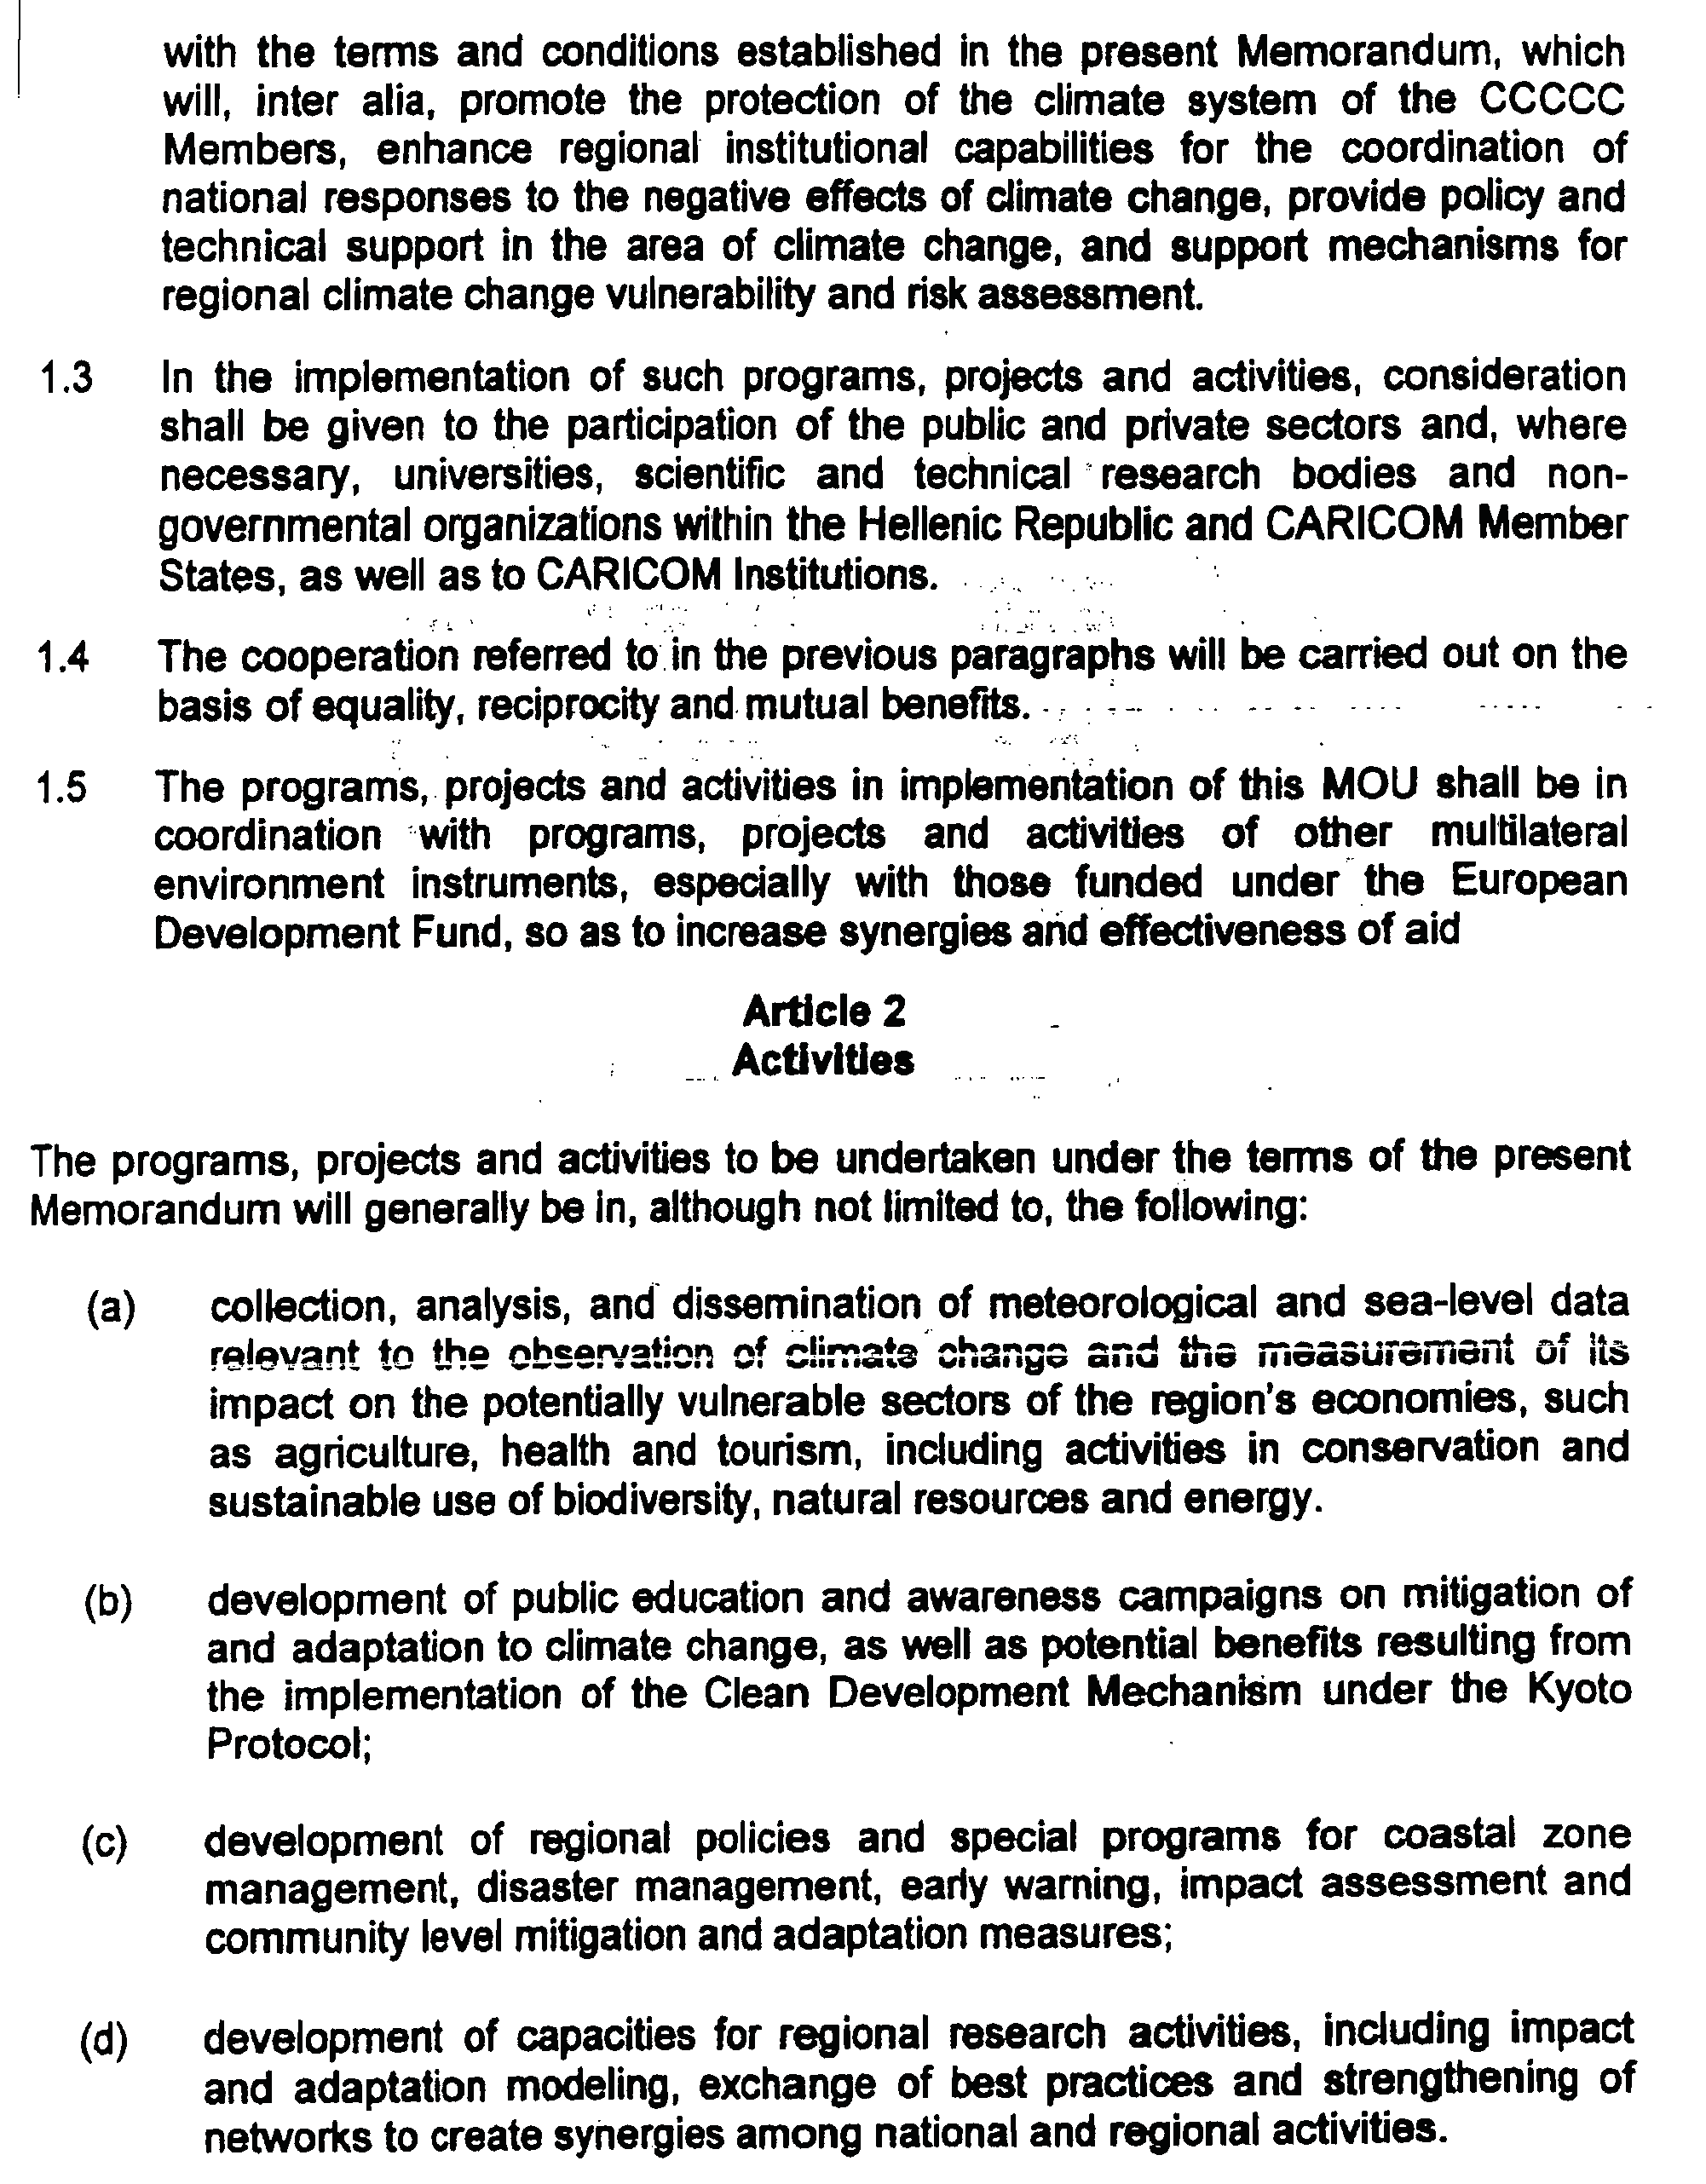 with the terms and conditions established in the present Memorandum, which
will, inter alia, promote the protection of the climate system of the CCCCC
Members, enhance regional institutional capabilities for the coordination of
national responses to the negative effects of climate change, provide policy and
technical support in the area of climate change, and support mechanisms for
regional climate change vulnerability and risk assessment.
1.3 In the implementation of such programs, projects and activities, consideration
shall be given to the participation of the public and private sectors and, where
necessary, universities, scientific and technical research bodies and non-
governmental organizations within the Hellenic Republic and CARICOM Member
States, as well as to CARICOM Institutions.
1.4 The cooperation referred to in the previous paragraphs will be carried out on the
basis of equality, reciprocity and mutual benefits.
1.5 The programs, projects and activities in implementation of this MOU shall be in
coordination with programs, projects and activities of other multilateral
environment instruments, especially with those funded under the European
Development Fund, so as to increase synergies and effectiveness of aid
Article 2
Activities
The programs, projects and activities to be undertaken under the terms of the present
Memorandum will generally be in, although not limited to, the following:
(a) collection, analysis, and dissemination of meteorological and sea-level data
relevant to the observation of climate change and the measurement of its
impact on the potentially vulnerable sectors of the region's economies, such
as agriculture, health and tourism, including activities in conservation and
sustainable use of biodiversity, natural resources and energy.
(b) development of public education and awareness campaigns on mitigation of
and adaptation to climate change, as well as potential benefits resulting from
the implementation of the Clean Development Mechanism under the Kyoto
Protocol;
(c) development of regional policies and special programs for coastal zone
management, disaster management, early warning, impact assessment and
community level mitigation and adaptation measures;
(d) development of capacities for regional research activities, including impact
and adaptation modeling, exchange of best practices and strengthening of
networks to create synergies among national and regional activities.